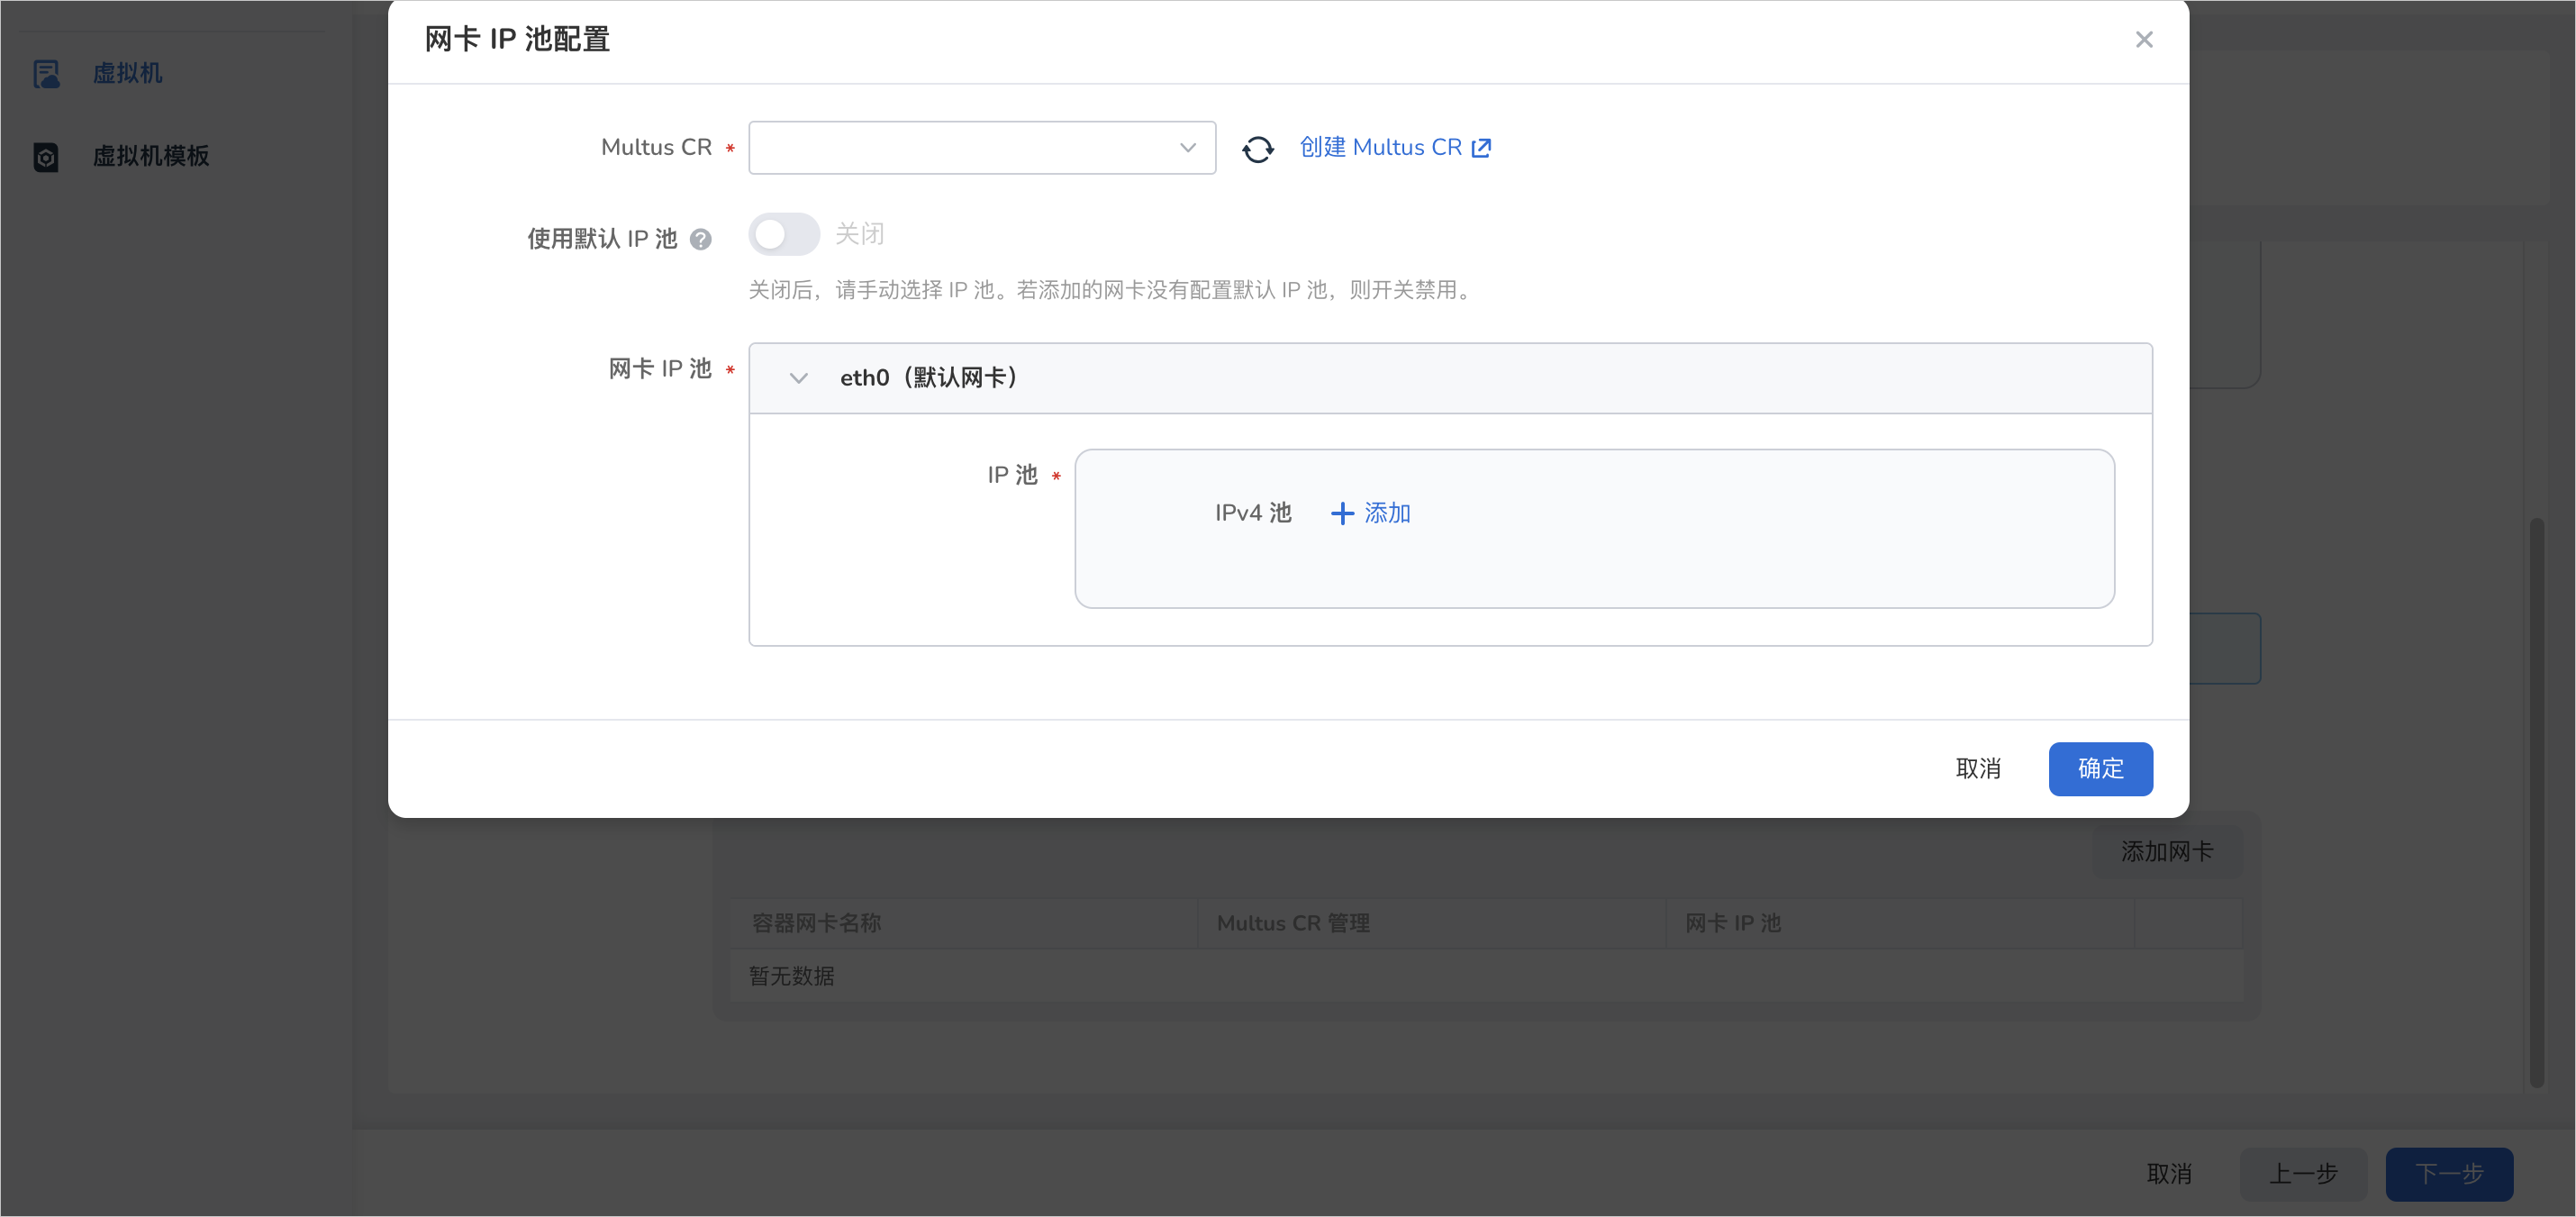 网卡 IP 池配置
虚拟机
虚拟机模板
Multus CR *
创建 Multus CR
使用默认 IP 池 ?
关闭
关闭后，请手动选择 IP 池。若添加的网卡没有配置默认 IP 池，则开关禁用。
网卡 IP 池 *
eth0（默认网卡）
IP 池 *
IPv4 池
+ 添加
取消
确定
添加网卡
容器网卡名称
Multus CR 管理
网卡 IP 池
暂无数据
取消
上一步
下一步